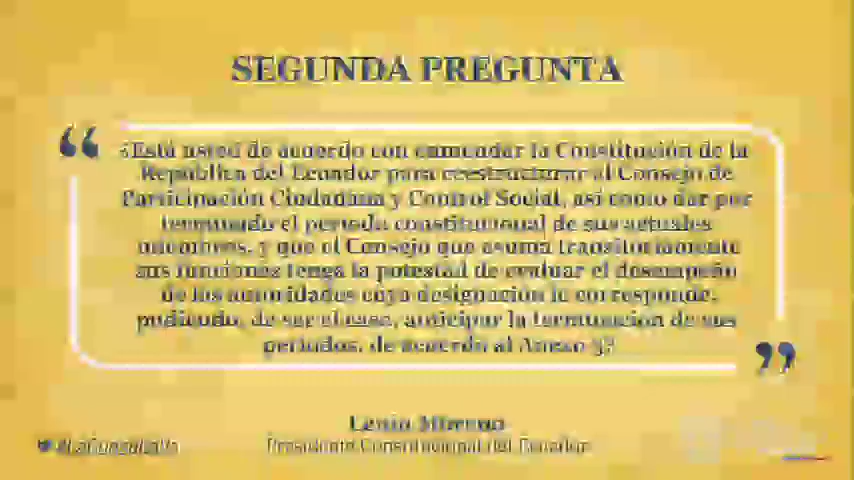 SEGUNDA PREGUNTA
“ ¿Está usted de acuerdo con enmendar la Constitución de la
República del Ecuador para reestructurar al Consejo de
Participación Ciudadana y Control Social, así como dar por
terminado el período constitucional de sus actuales
miembros, y que el Consejo que asuma transitoriamente
sus funciones tenga la potestad de evaluar el desempeño
de las autoridades cuya designación le corresponde,
pudiendo, de ser el caso, anticipar la terminación de sus
períodos, de acuerdo al Anexo 3? ”
Lenín Moreno
Presidente Constitucional del Ecuador